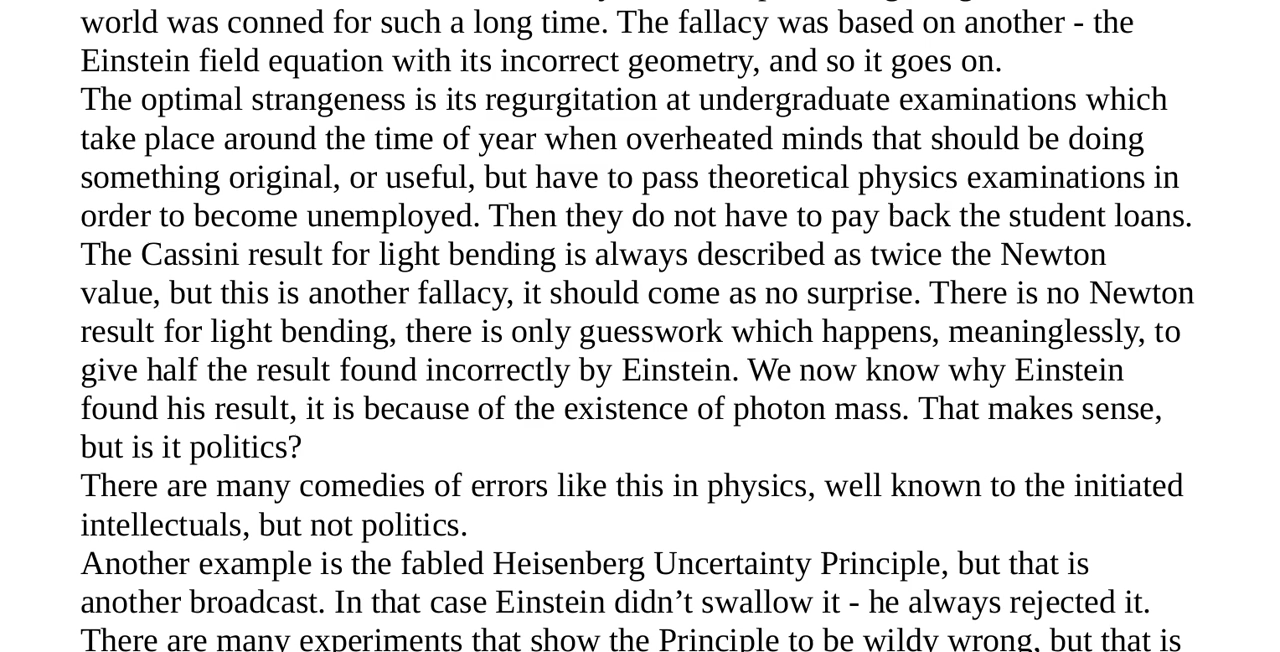 world was conned for such a long time. The fallacy was based on another - the
Einstein field equation with its incorrect geometry, and so it goes on.
The optimal strangeness is its regurgitation at undergraduate examinations which
take place around the time of year when overheated minds that should be doing
something original, or useful, but have to pass theoretical physics examinations in
order to become unemployed. Then they do not have to pay back the student loans.
The Cassini result for light bending is always described as twice the Newton
value, but this is another fallacy, it should come as no surprise. There is no Newton
result for light bending, there is only guesswork which happens, meaninglessly, to
give half the result found incorrectly by Einstein. We now know why Einstein
found his result, it is because of the existence of photon mass. That makes sense,
but is it politics?
There are many comedies of errors like this in physics, well known to the initiated
intellectuals, but not politics.
Another example is the fabled Heisenberg Uncertainty Principle, but that is
another broadcast. In that case Einstein didn’t swallow it - he always rejected it.
There are many experiments that show the Principle to be wildy wrong, but that is